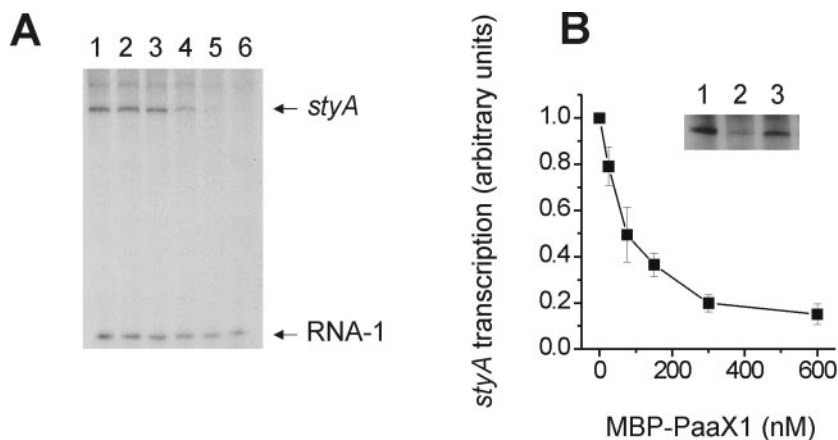 A
1 2 3 4 5 6
styA
RNA-1
B
1 2 3
styA transcription (arbitrary units)
1.0
0.8
0.6
0.4
0.2
0.0
0 200 400 600
MBP-PaaX1 (nM)